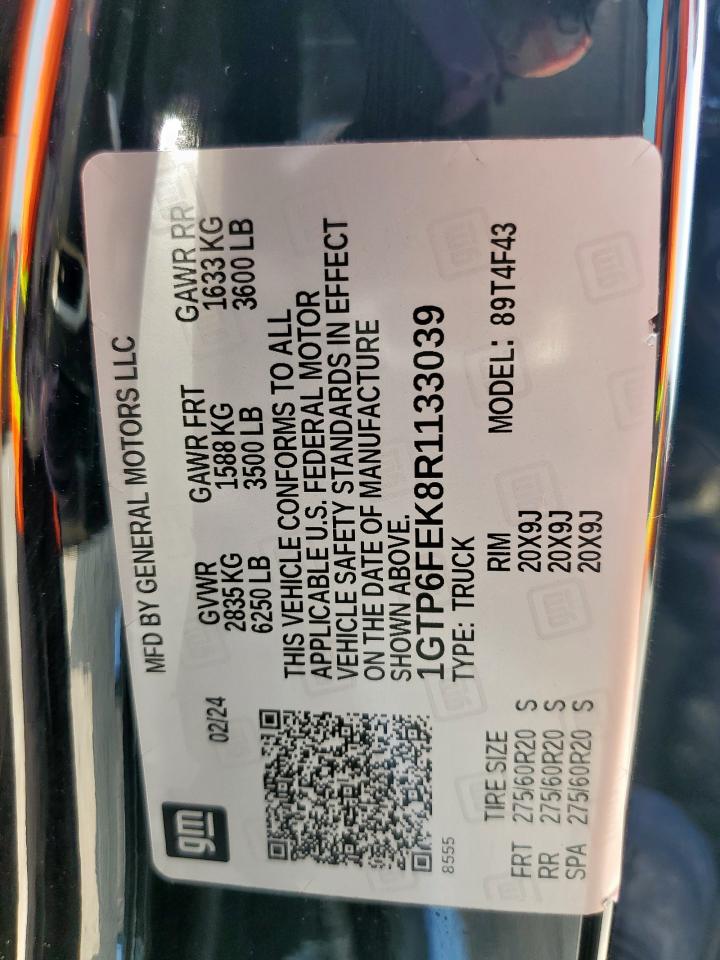 gm
MFD BY GENERAL MOTORS LLC
02/24
GVWR GAWR FRT GAWR RR
2835 KG 1588 KG 1633 KG
6250 LB 3500 LB 3600 LB
THIS VEHICLE CONFORMS TO ALL
APPLICABLE U.S. FEDERAL MOTOR
VEHICLE SAFETY STANDARDS IN EFFECT
ON THE DATE OF MANUFACTURE
SHOWN ABOVE.
1GTP6FEK8R1133039
8555
TYPE: TRUCK MODEL: 89T4F43
TIRE SIZE RIM
FRT 275/60R20 S 20X9J
RR 275/60R20 S 20X9J
SPA 275/60R20 S 20X9J